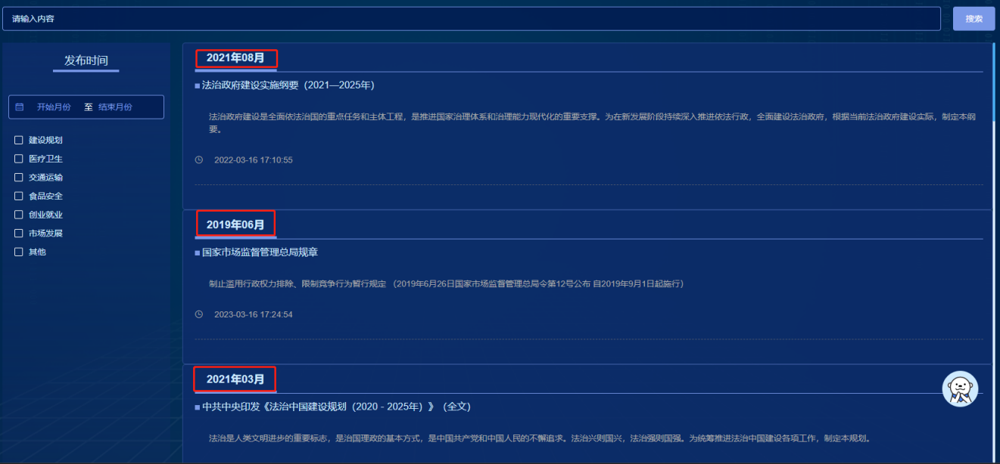 请输入内容
搜索
发布时间
开始月份 至 结束月份
建设规划
医疗卫生
交通运输
食品安全
创业就业
市场发展
其他
2021年08月
法治政府建设实施纲要（2021—2025年）
法治政府建设是全面依法治国的重点任务和主体工程，是推进国家治理体系和治理能力现代化的重要支撑。为在新发展阶段持续深入推进依法行政，全面建设法治政府，根据当前法治政府建设实际，制定本纲
要。
2022-03-16 17:10:55
2019年06月
国家市场监督管理总局规章
制止滥用行政权力排除、限制竞争行为暂行规定 （2019年6月26日国家市场监督管理总局令第12号公布 自2019年9月1日起施行）
2023-03-16 17:24:54
2021年03月
中共中央印发《法治中国建设规划（2020 - 2025年）》（全文）
法治是人类文明进步的重要标志，是治国理政的基本方式，是中国共产党和中国人民的不懈追求。法治兴则国兴，法治强则国强。为统筹推进法治中国建设各项工作，制定本规划。